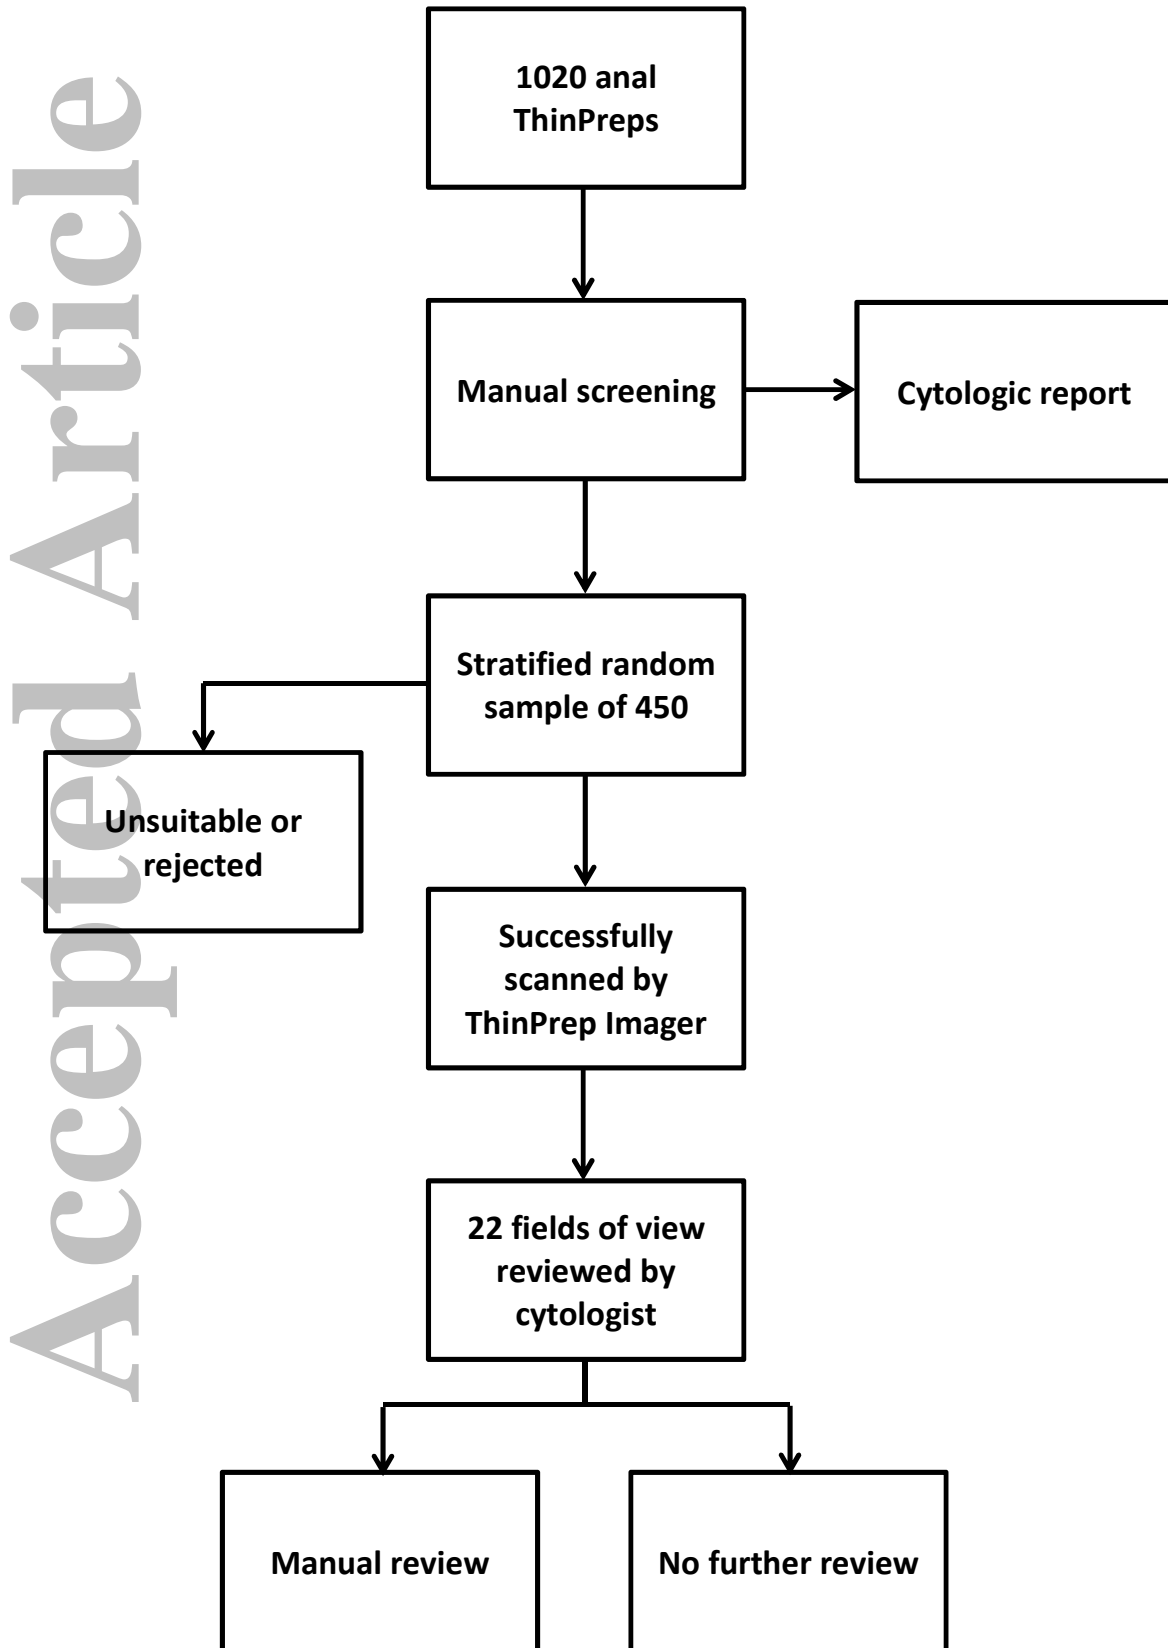 1020 anal
ThinPreps
Manual screening
Cytologic report
Stratified random
sample of 450
Unsuitable or
rejected
Successfully
scanned by
ThinPrep Imager
22 fields of view
reviewed by
cytologist
Manual review
No further review
Accepted Article